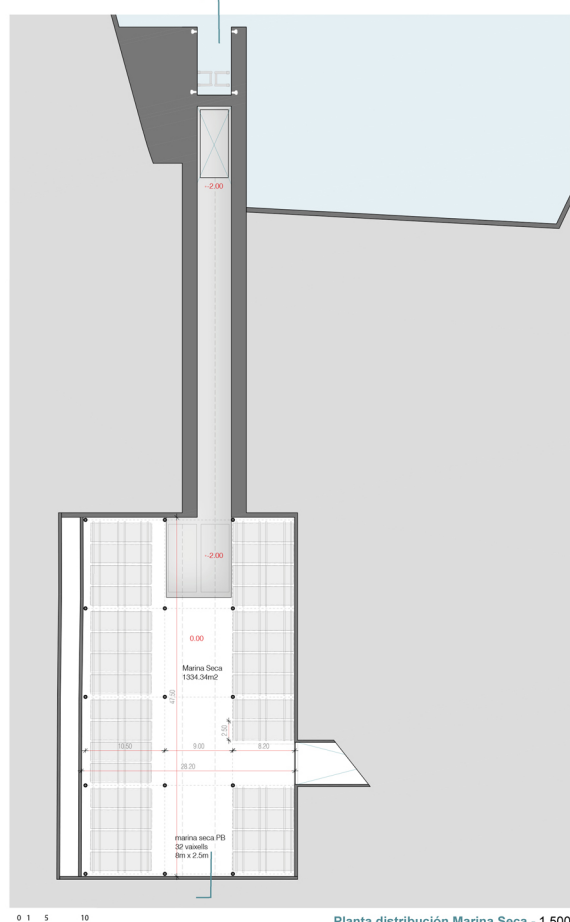 -2.00
-2.00
0.00
Marina Seca
1334.34m2
47.50
2.50
10.50
9.00
8.20
28.20
marina seca PB
32 vaixells
8m x 2.5m
0 1 5 10
Planta distribución Marina Seca - 1.500